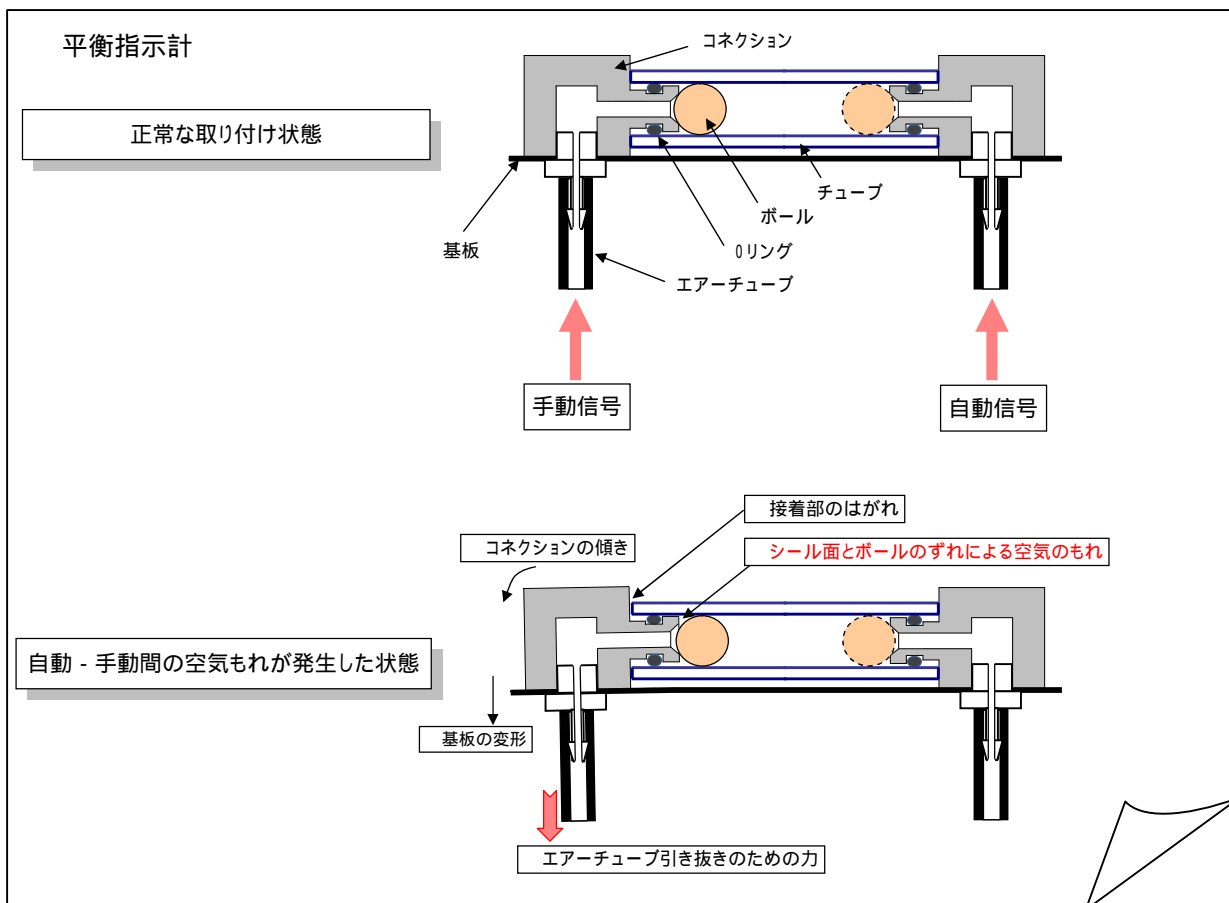 平衡指示計
コネクション
正常な取り付け状態
チューブ
ボール
Oリング
基板
エアーチューブ
手動信号
自動信号
接着部のはがれ
コネクションの傾き
シール面とボールのずれによる空気のもれ
自動 - 手動間の空気もれが発生した状態
基板の変形
エアーチューブ引き抜きのための力